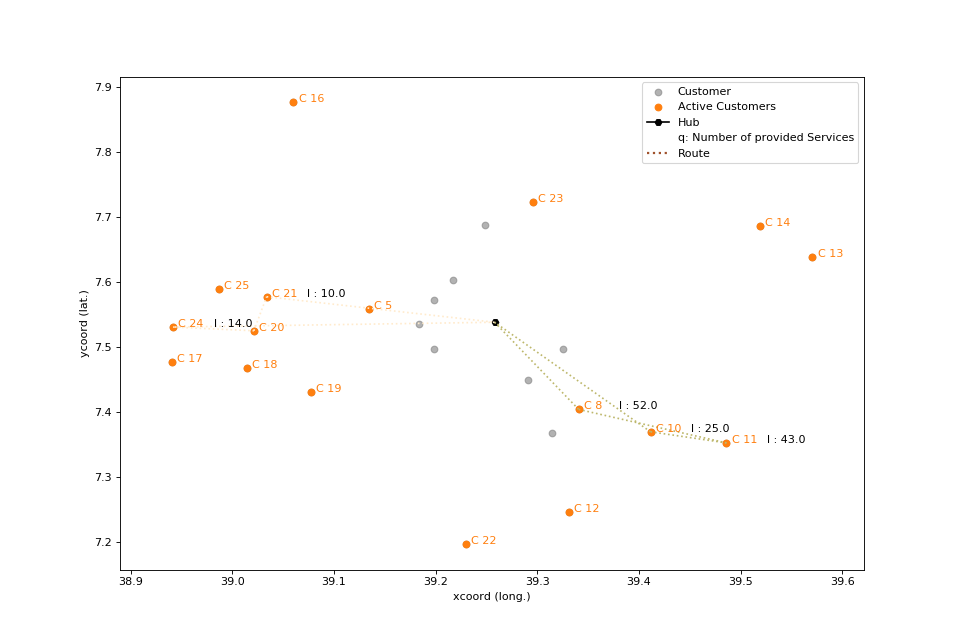 7.9
7.8
7.7
7.6
7.5
7.4
7.3
7.2
ycoord (lat.)
38.9 39.0 39.1 39.2 39.3 39.4 39.5 39.6
xcoord (long.)
Customer
Active Customers
Hub
q: Number of provided Services
Route
C 16
C 23
C 14
C 13
C 25
C 21 l : 10.0
C 5
C 24 l : 14.0
C 20
C 17
C 18
C 19
C 8 l : 52.0
C 10 l : 25.0
C 11 l : 43.0
C 12
C 22